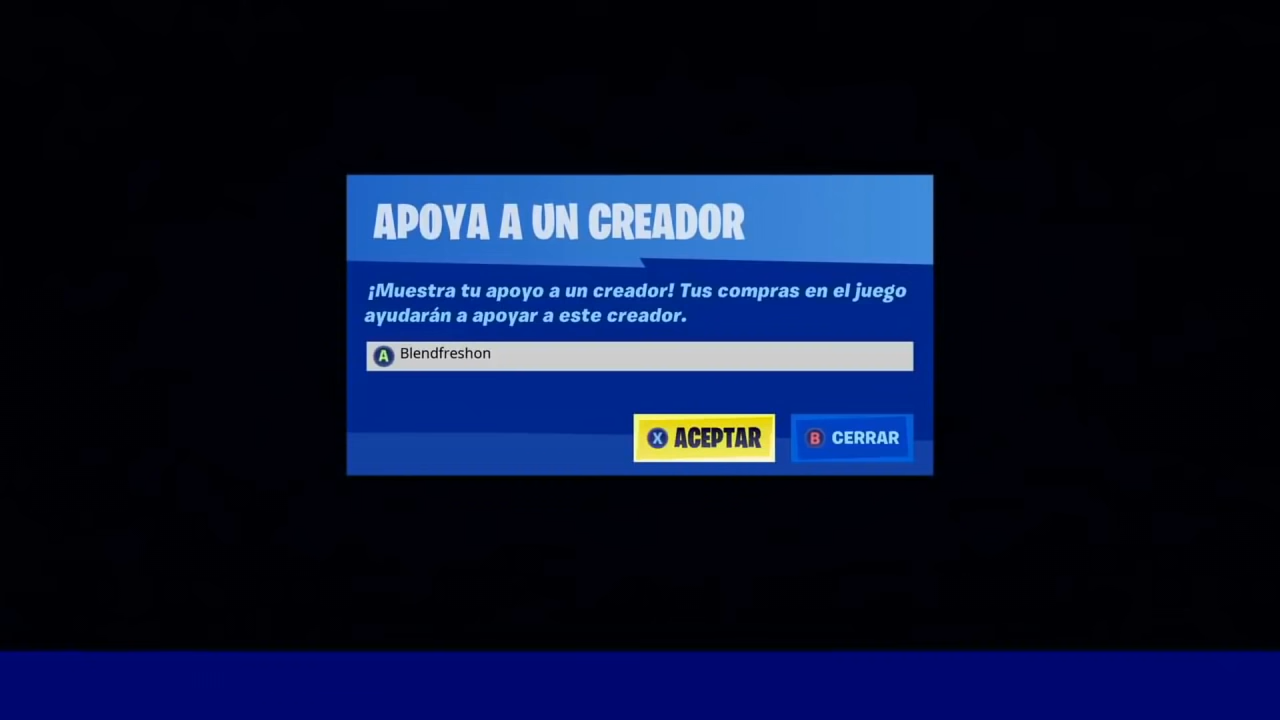 APOYA A UN CREADOR
¡Muestra tu apoyo a un creador! Tus compras en el juego
ayudarán a apoyar a este creador.
A Blendfreshon
X ACEPTAR
B CERRAR